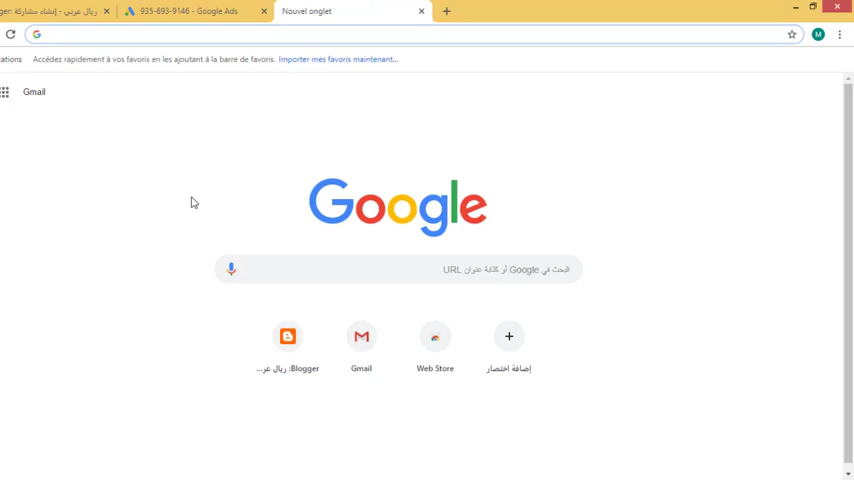 ريال عربي - إنشاء مشاركة :gger
935-693-9146 - Google Ads
Nouvel onglet
M
ations
Accédez rapidement à vos favoris en les ajoutant à la barre de favoris. Importer mes favoris maintenant...
Gmail
Google
البحث في Google أو كتابة عنوان URL
Blogger: ريال عر...
Gmail
Web Store
إضافة اختصار